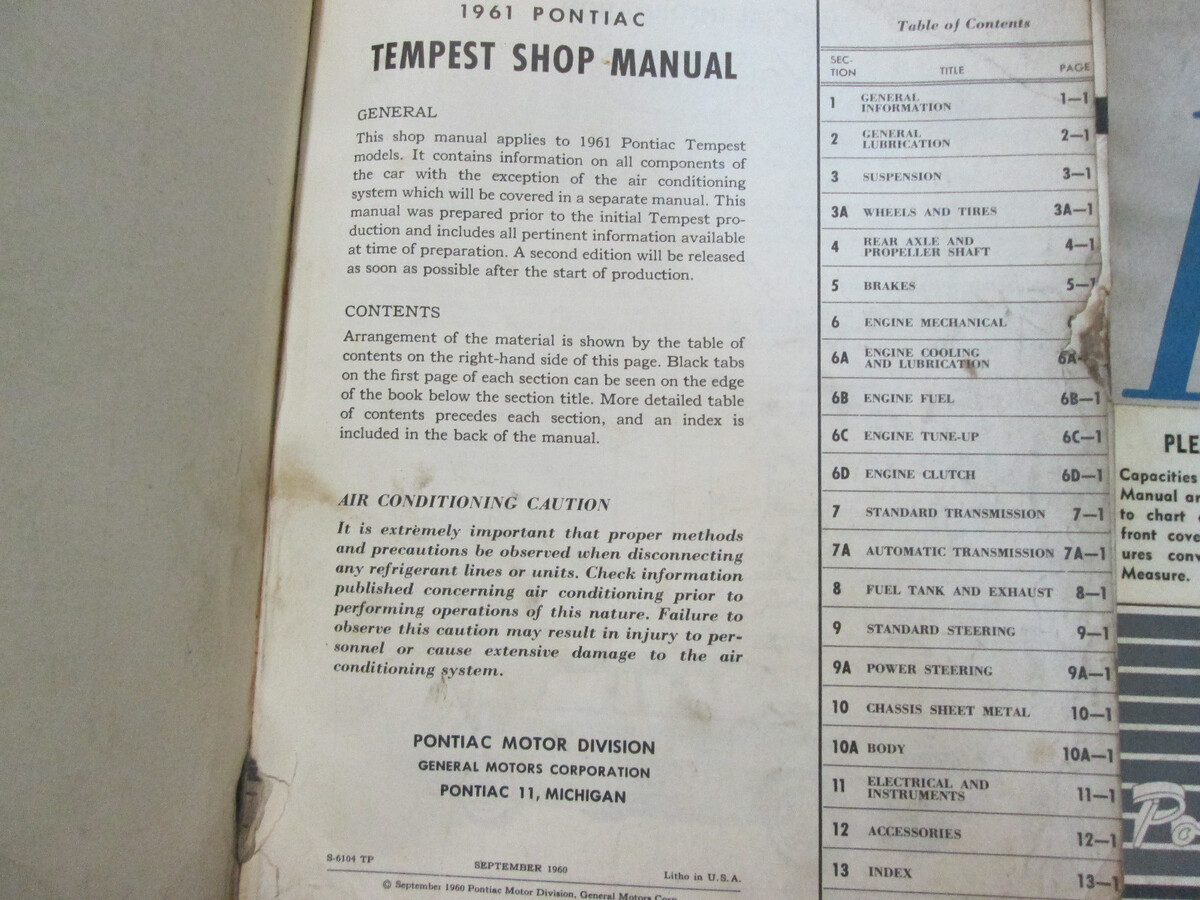 1961 PONTIAC
TEMPEST SHOP MANUAL
GENERAL
This shop manual applies to 1961 Pontiac Tempest
models. It contains information on all components of
the car with the exception of the air conditioning
system which will be covered in a separate manual. This
manual was prepared prior to the initial Tempest pro-
duction and includes all pertinent information available
at time of preparation. A second edition will be released
as soon as possible after the start of production.
CONTENTS
Arrangement of the material is shown by the table of
contents on the right-hand side of this page. Black tabs
on the first page of each section can be seen on the edge
of the book below the section title. More detailed table
of contents precedes each section, and an index is
included in the back of the manual.
AIR CONDITIONING CAUTION
It is extremely important that proper methods
and precautions be observed when disconnecting
any refrigerant lines or units. Check information
published concerning air conditioning prior to
performing operations of this nature. Failure to
observe this caution may result in injury to per-
sonnel or cause extensive damage to the air
conditioning system.
PONTIAC MOTOR DIVISION
GENERAL MOTORS CORPORATION
PONTIAC 11, MICHIGAN
S-6104 TP SEPTEMBER 1960 Litho in U.S.A.
© September 1960 Pontiac Motor Division, General Motors Corp.
Table of Contents
SEC-
TION TITLE PAGE
1 GENERAL
INFORMATION 1—1
2 GENERAL
LUBRICATION 2—1
3 SUSPENSION 3—1
3A WHEELS AND TIRES 3A—1
4 REAR AXLE AND
PROPELLER SHAFT 4—1
5 BRAKES 5—1
6 ENGINE MECHANICAL
6A ENGINE COOLING
AND LUBRICATION 6A-
6B ENGINE FUEL 6B—1
6C ENGINE TUNE-UP 6C—1
6D ENGINE CLUTCH 6D—1
7 STANDARD TRANSMISSION 7—1
7A AUTOMATIC TRANSMISSION 7A—1
8 FUEL TANK AND EXHAUST 8—1
9 STANDARD STEERING 9—1
9A POWER STEERING 9A—1
10 CHASSIS SHEET METAL 10—1
10A BODY 10A—1
11 ELECTRICAL AND
INSTRUMENTS 11—1
12 ACCESSORIES 12—1
13 INDEX 13—1
PLE
Capacities
Manual ar
to chart
front cove
ures conv
Measure.
Po